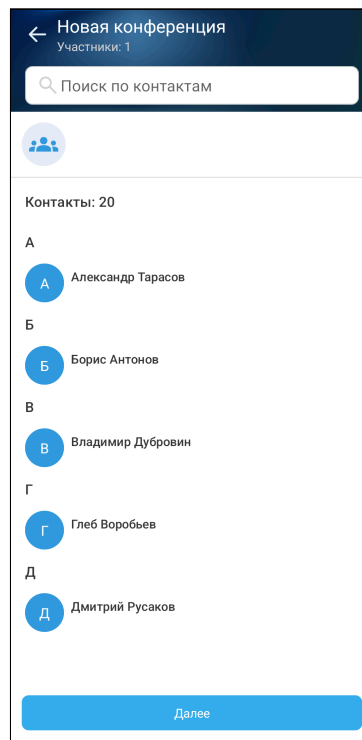 Новая конференция
Участники: 1
Поиск по контактам
Контакты: 20
А
А
Александр Тарасов
Б
Б
Борис Антонов
В
В
Владимир Дубровин
Г
Г
Глеб Воробьев
Д
Д
Дмитрий Русаков
Далее